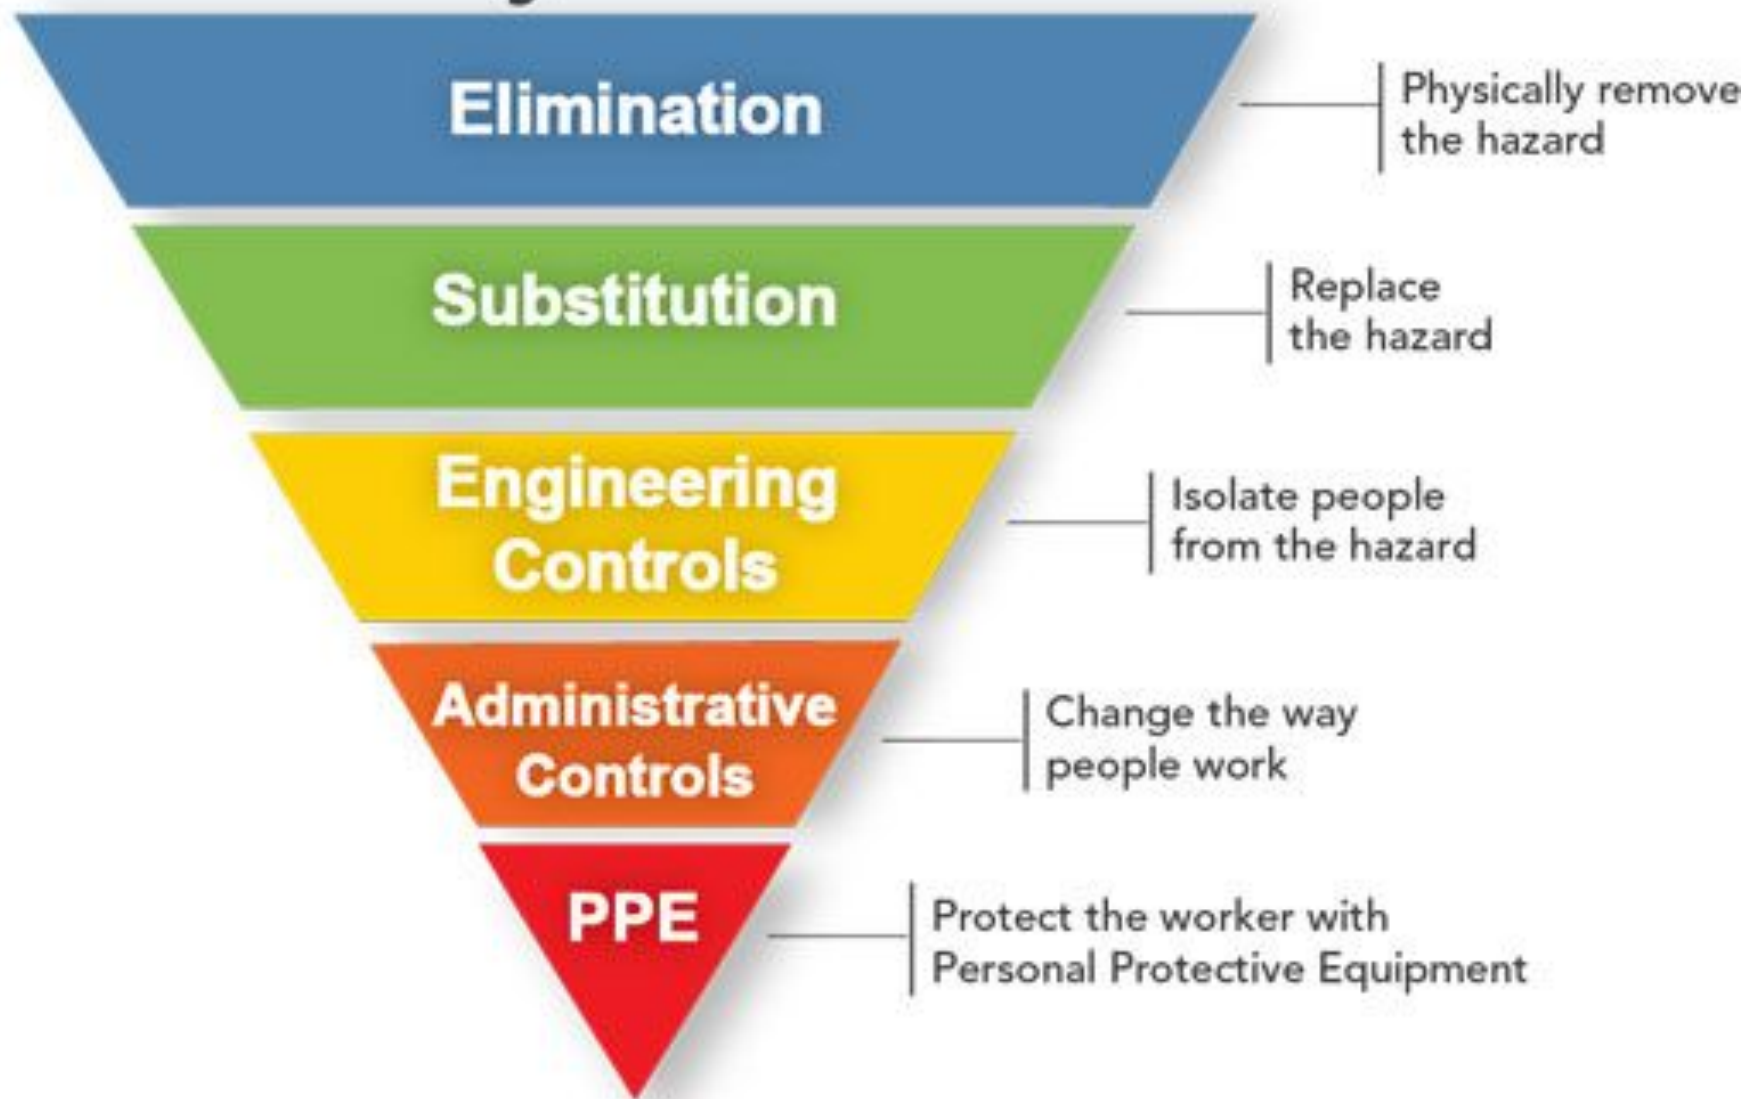 Elimination
Physically remove
the hazard
Substitution
Replace
the hazard
Engineering
Controls
Isolate people
from the hazard
Administrative
Controls
Change the way
people work
PPE
Protect the worker with
Personal Protective Equipment